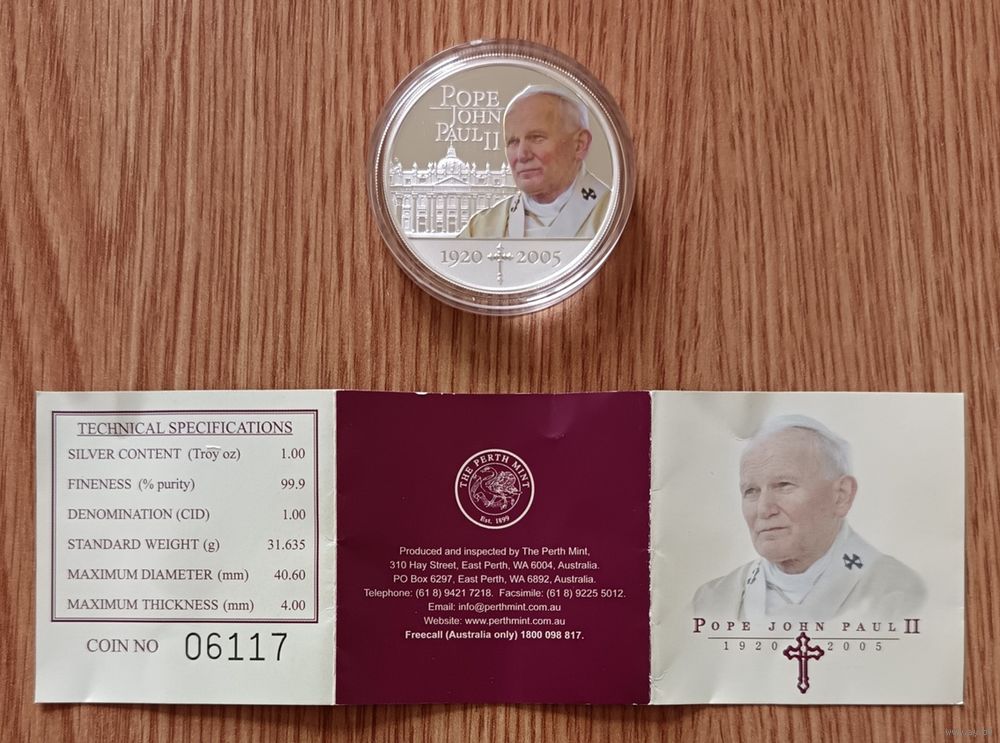 POPE
JOHN
PAUL II
1920 2005
TECHNICAL SPECIFICATIONS
SILVER CONTENT (Troy oz) 1.00
FINENESS (% purity) 99.9
DENOMINATION (CID) 1.00
STANDARD WEIGHT (g) 31.635
MAXIMUM DIAMETER (mm) 40.60
MAXIMUM THICKNESS (mm) 4.00
COIN NO 06117
THE PERTH MINT
Est. 1899
Produced and inspected by The Perth Mint,
310 Hay Street, East Perth, WA 6004, Australia.
PO Box 6297, East Perth, WA 6892, Australia.
Telephone: (61 8) 9421 7218. Facsimile: (61 8) 9225 5012.
Email: info@perthmint.com.au
Website: www.perthmint.com.au
Freecall (Australia only) 1800 098 817.
POPE JOHN PAUL II
1920 2005